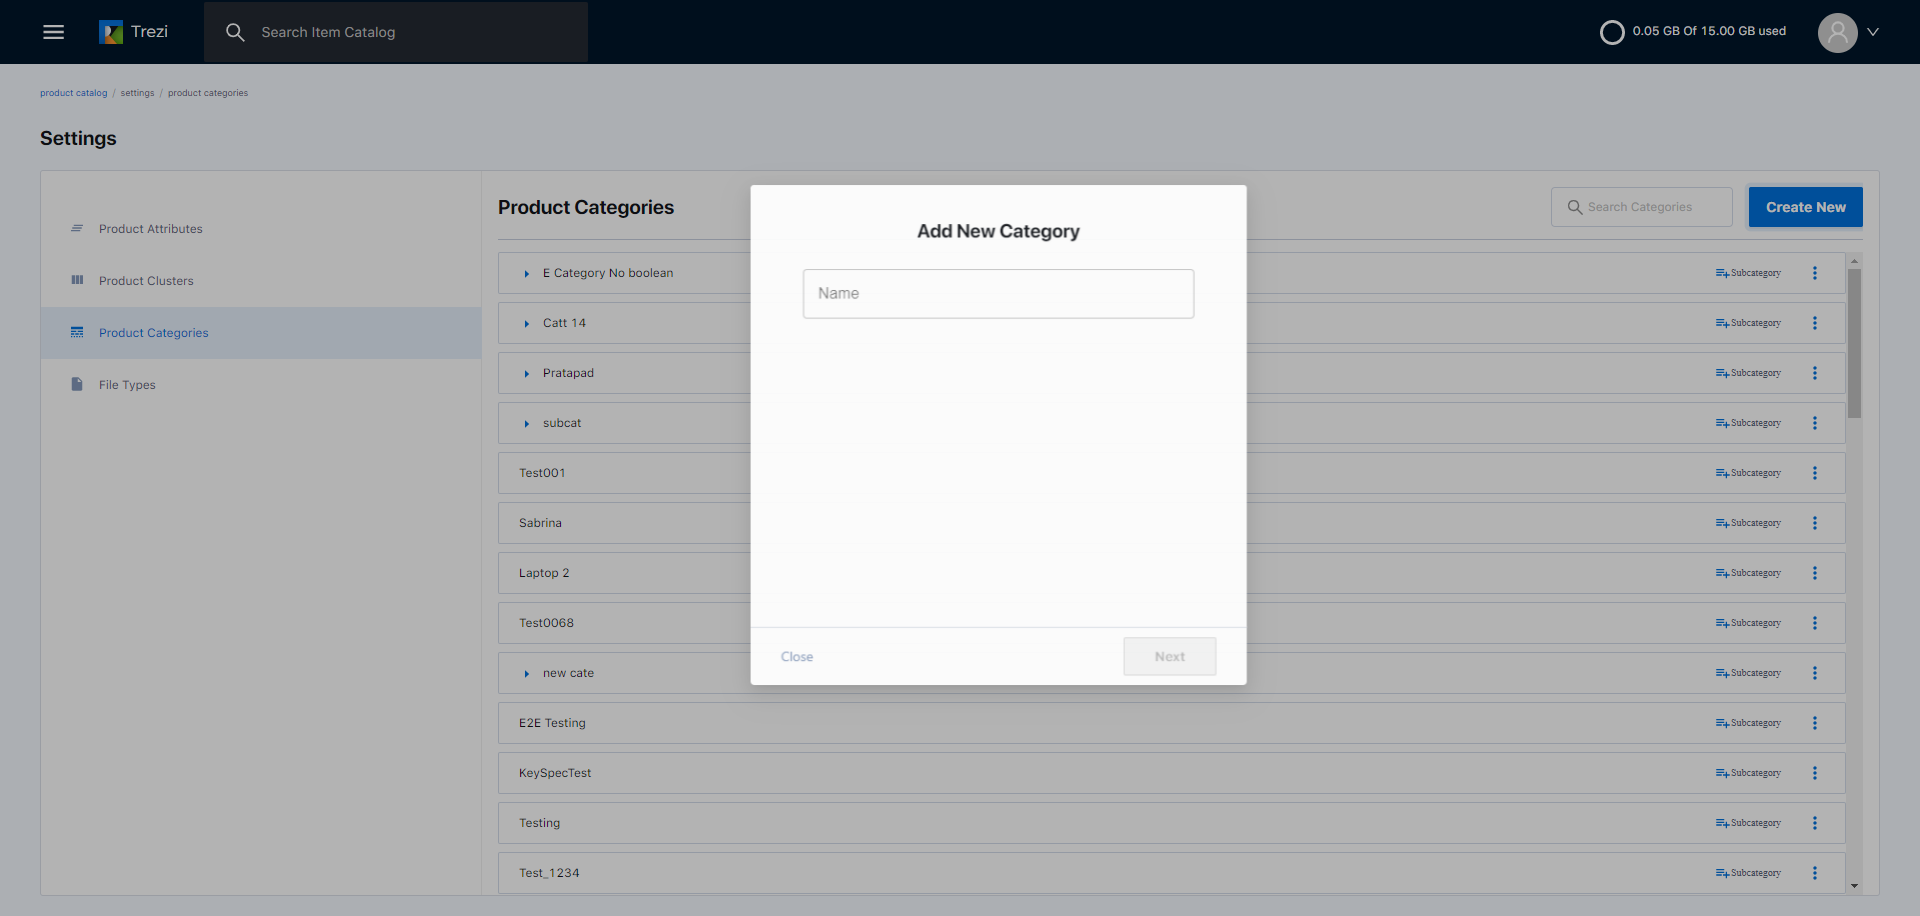 Trezi
Search Item Catalog
0.05 GB Of 15.00 GB used
product catalog / settings / product categories
Settings
Product Attributes
Product Clusters
Product Categories
File Types
Product Categories
Search Categories
Create New
E Category No boolean
Subcategory
Catt 14
Subcategory
Pratapad
Subcategory
subcat
Subcategory
Test001
Subcategory
Sabrina
Subcategory
Laptop 2
Subcategory
Test0068
Subcategory
new cate
Subcategory
E2E Testing
Subcategory
KeySpecTest
Subcategory
Testing
Subcategory
Test_1234
Subcategory
Add New Category
Name
Close
Next